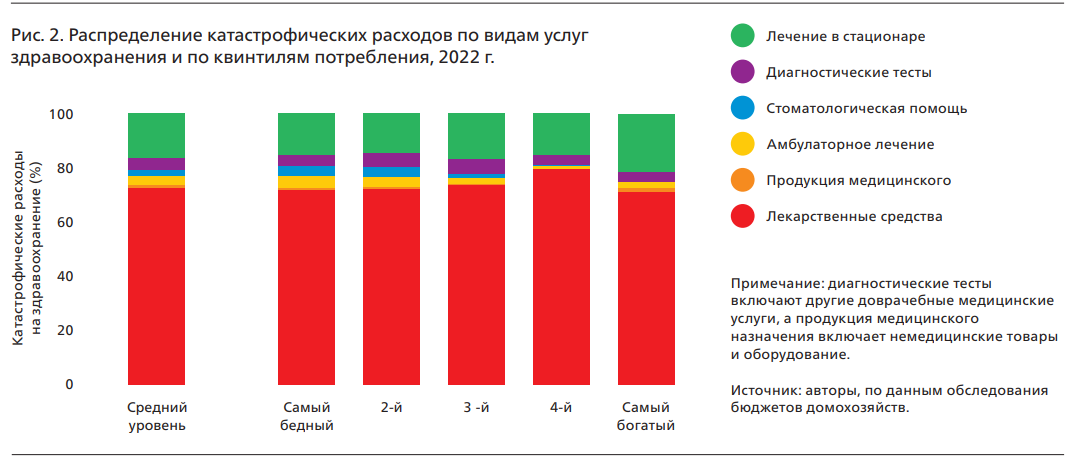 Рис. 2. Распределение катастрофических расходов по видам услуг
здравоохранения и по квинтилям потребления, 2022 г.
Катастрофические расходы
на здравоохранение (%)
100
80
60
40
20
0
Средний
уровень
Самый
бедный
2-й
3 -й
4-й
Самый
богатый
Лечение в стационаре
Диагностические тесты
Стоматологическая помощь
Амбулаторное лечение
Продукция медицинского
Лекарственные средства
Примечание: диагностические тесты
включают другие доврачебные медицинские
услуги, а продукция медицинского
назначения включает немедицинские товары
и оборудование.
Источник: авторы, по данным обследования
бюджетов домохозяйств.